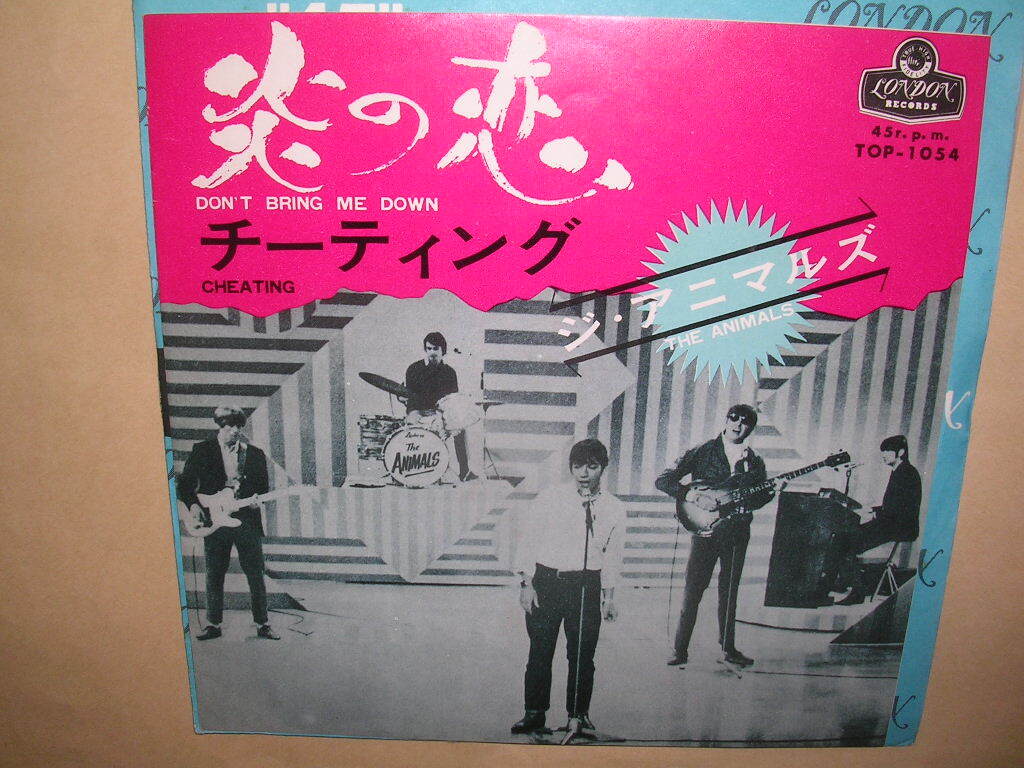 LONDON
炎の恋
DON'T BRING ME DOWN
チーティング
CHEATING
LONDON
RECORDS
45r.p.m.
TOP-1054
ジ・アニマルズ
THE ANIMALS
The
ANIMALS